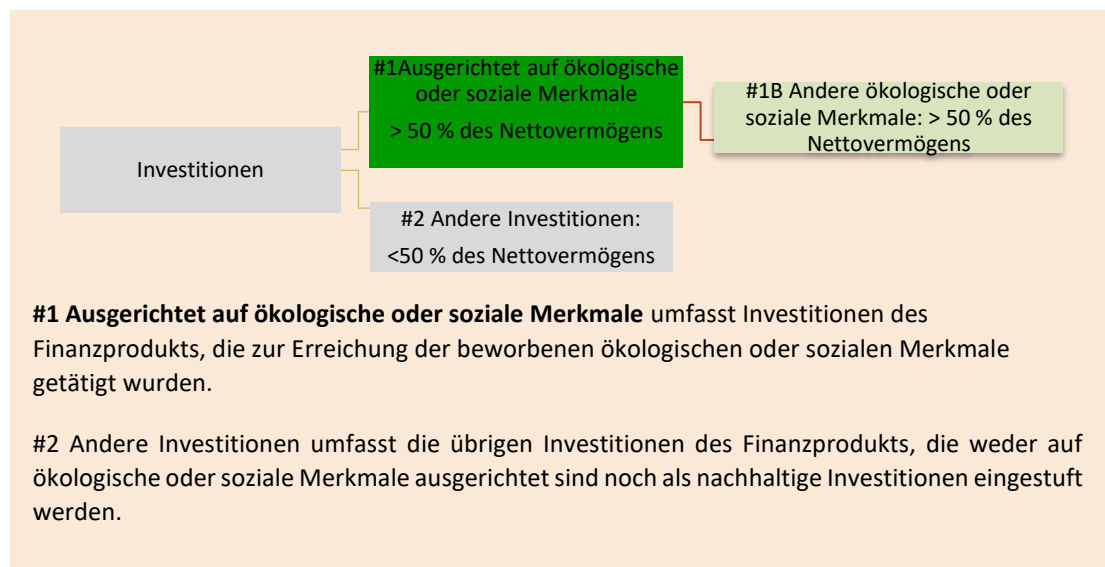 #1Ausgerichtet auf ökologische
oder soziale Merkmale
> 50 % des Nettovermögens
#1B Andere ökologische oder
soziale Merkmale: > 50 % des
Nettovermögens
Investitionen
#2 Andere Investitionen:
<50 % des Nettovermögens
#1 Ausgerichtet auf ökologische oder soziale Merkmale umfasst Investitionen des
Finanzprodukts, die zur Erreichung der beworbenen ökologischen oder sozialen Merkmale
getätigt wurden.
#2 Andere Investitionen umfasst die übrigen Investitionen des Finanzprodukts, die weder auf
ökologische oder soziale Merkmale ausgerichtet sind noch als nachhaltige Investitionen eingestuft
werden.